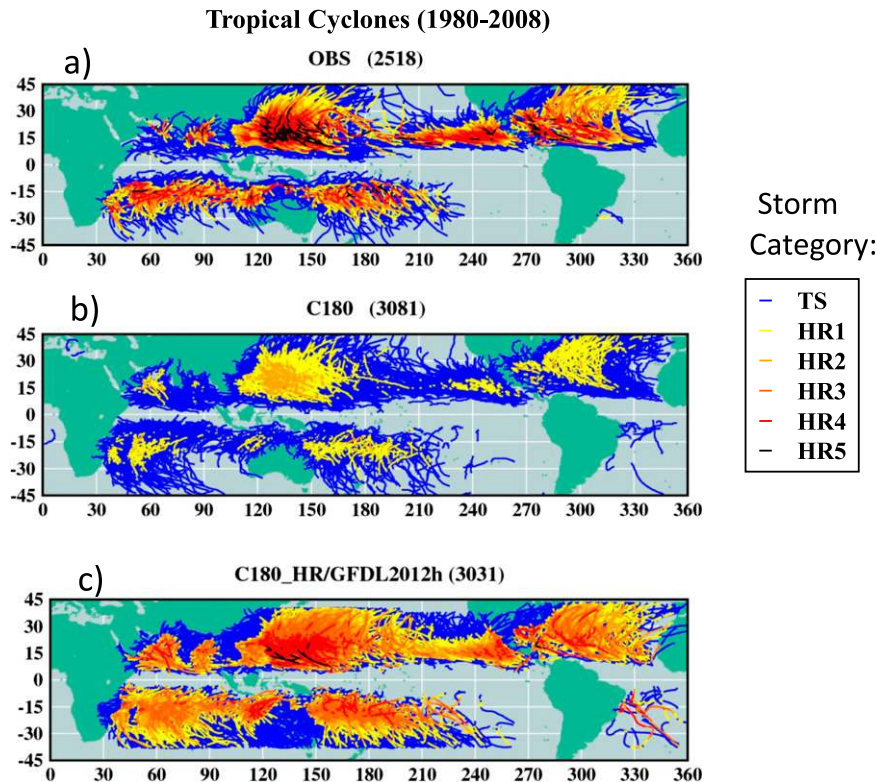 Tropical Cyclones (1980-2008)
a)
OBS (2518)
45
30
15
0
-15
-30
-45
0 30 60 90 120 150 180 210 240 270 300 330 360
b)
C180 (3081)
45
30
15
0
-15
-30
-45
0 30 60 90 120 150 180 210 240 270 300 330 360
c)
C180_HR/GFDL2012h (3031)
45
30
15
0
-15
-30
-45
0 30 60 90 120 150 180 210 240 270 300 330 360
Storm
Category:
TS
HR1
HR2
HR3
HR4
HR5